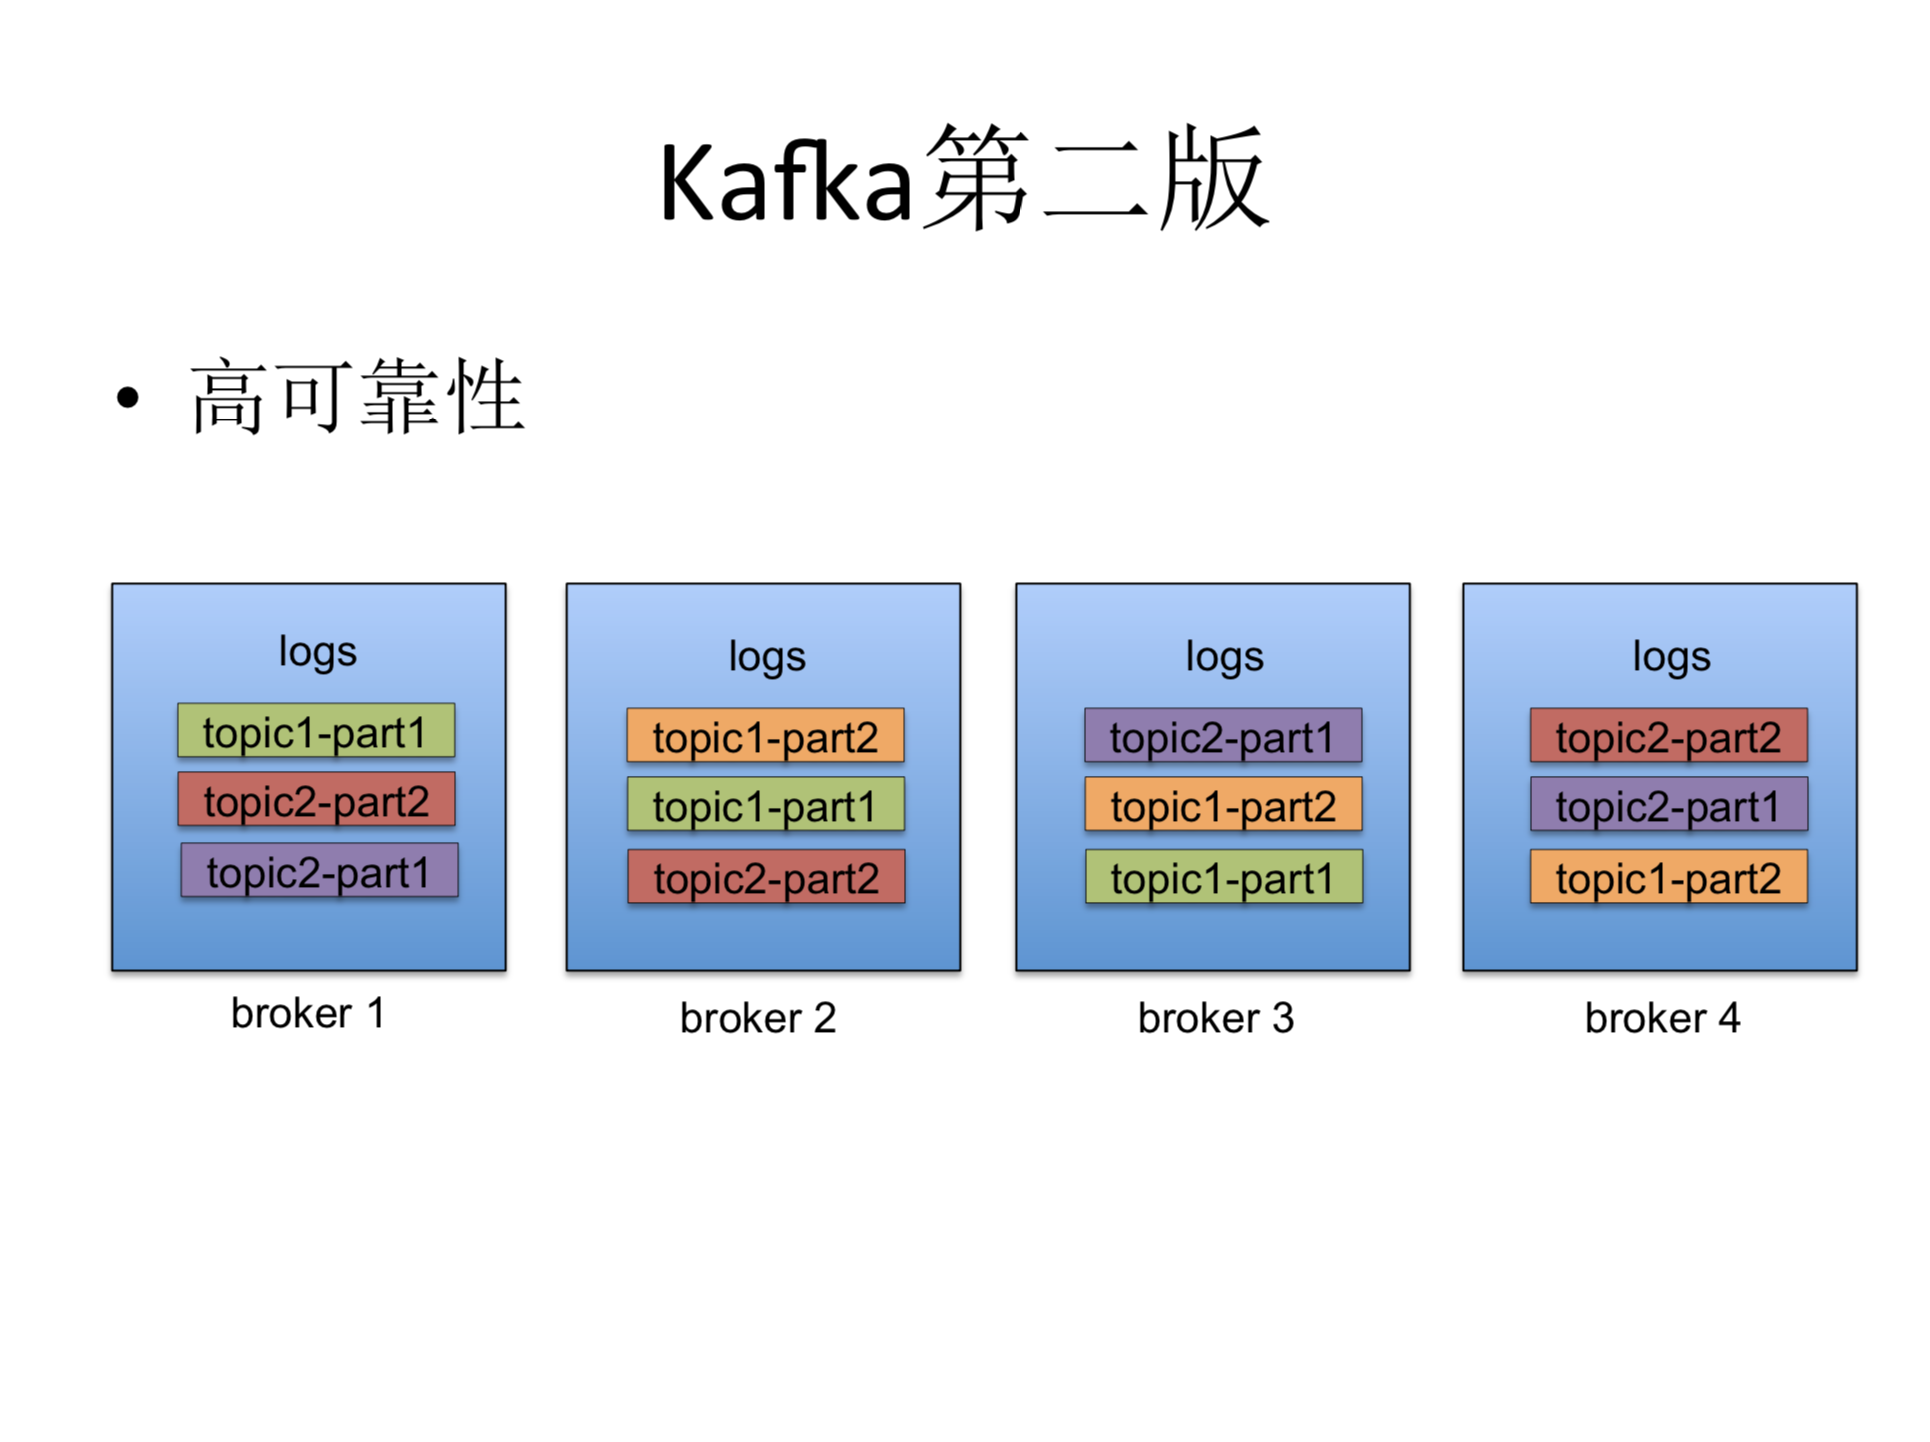 Kafka第二版
• 高可靠性
logs
topic1-part1
topic2-part2
topic2-part1
broker 1
logs
topic1-part2
topic1-part1
topic2-part2
broker 2
logs
topic2-part1
topic1-part2
topic1-part1
broker 3
logs
topic2-part2
topic2-part1
topic1-part2
broker 4